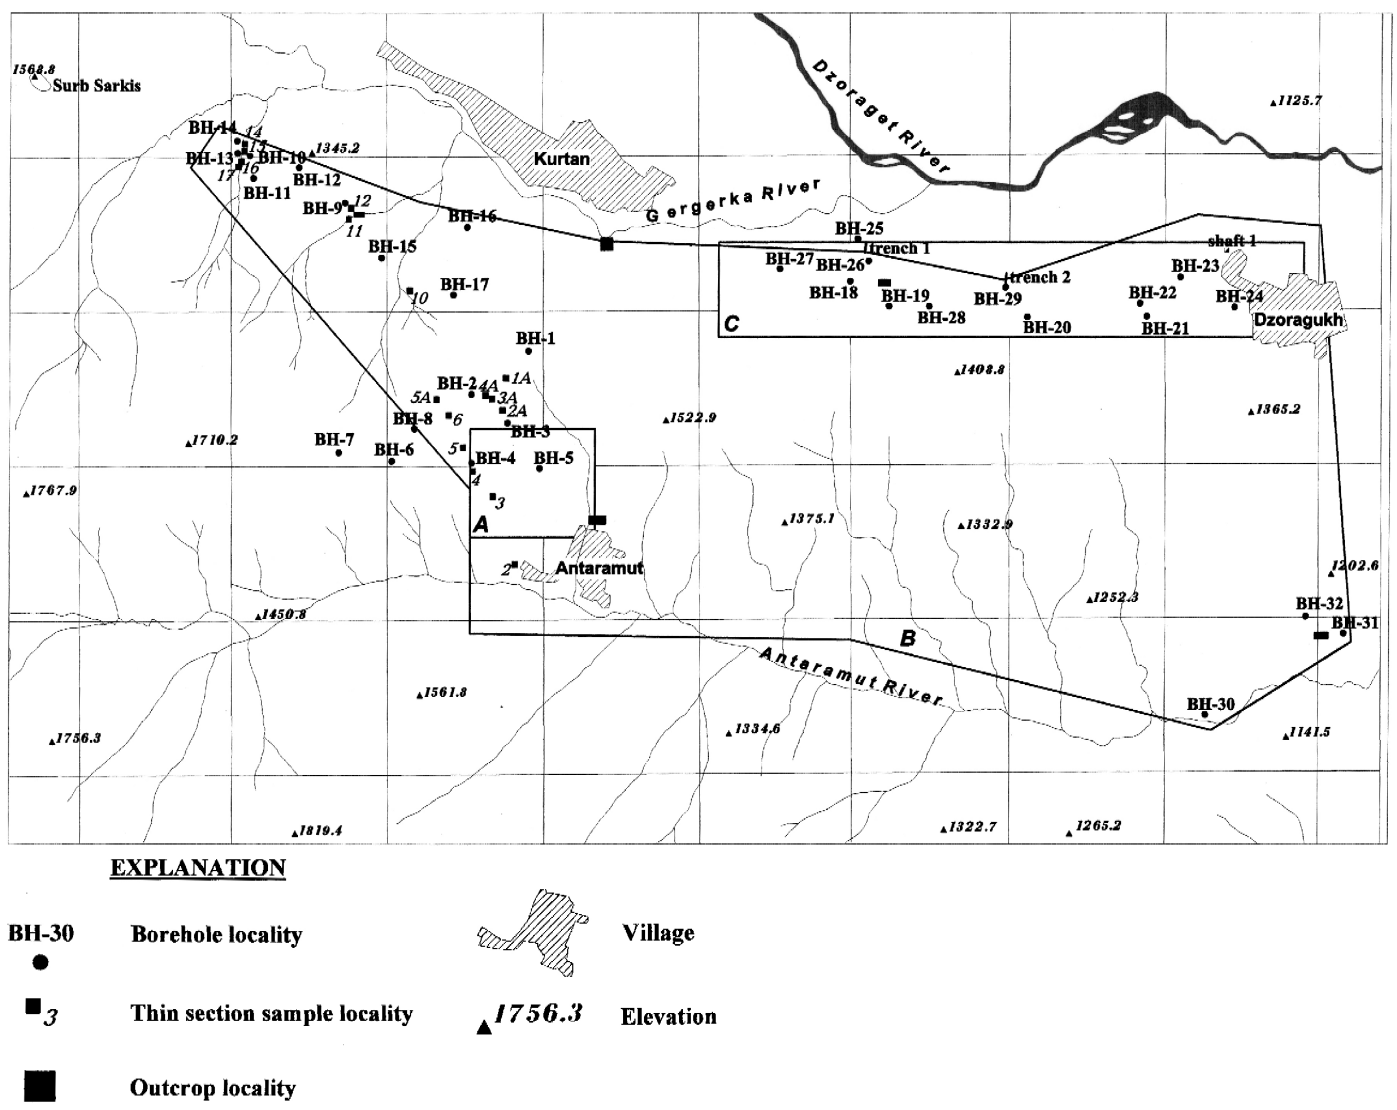 1568.8
Surb Sarkis
1125.7
Dzoraget River
BH-14
14
15
BH-13
BH-10
1345.2
16
17
BH-12
BH-11
Kurtan
Gergerka River
BH-9
12
11
BH-16
BH-15
BH-25
trench 1
shaft 1
BH-27
BH-26
BH-23
trench 2
10
BH-17
BH-18
BH-19
BH-29
BH-22
BH-24
C
BH-28
BH-20
BH-21
Dzoragukh
BH-1
1408.8
1A
BH-2
4A
5A
3A
2A
6
1365.2
BH-8
BH-3
1522.9
1710.2
BH-7
BH-6
5
BH-4
BH-5
4
1767.9
3
A
1375.1
1332.9
2
Antaramut
1202.6
1252.3
1450.8
BH-32
BH-31
B
Antaramut River
1561.8
BH-30
1756.3
1334.6
1141.5
1819.4
1322.7
1265.2
EXPLANATION
BH-30
Borehole locality
Village
3
Thin section sample locality
1756.3
Elevation
Outcrop locality